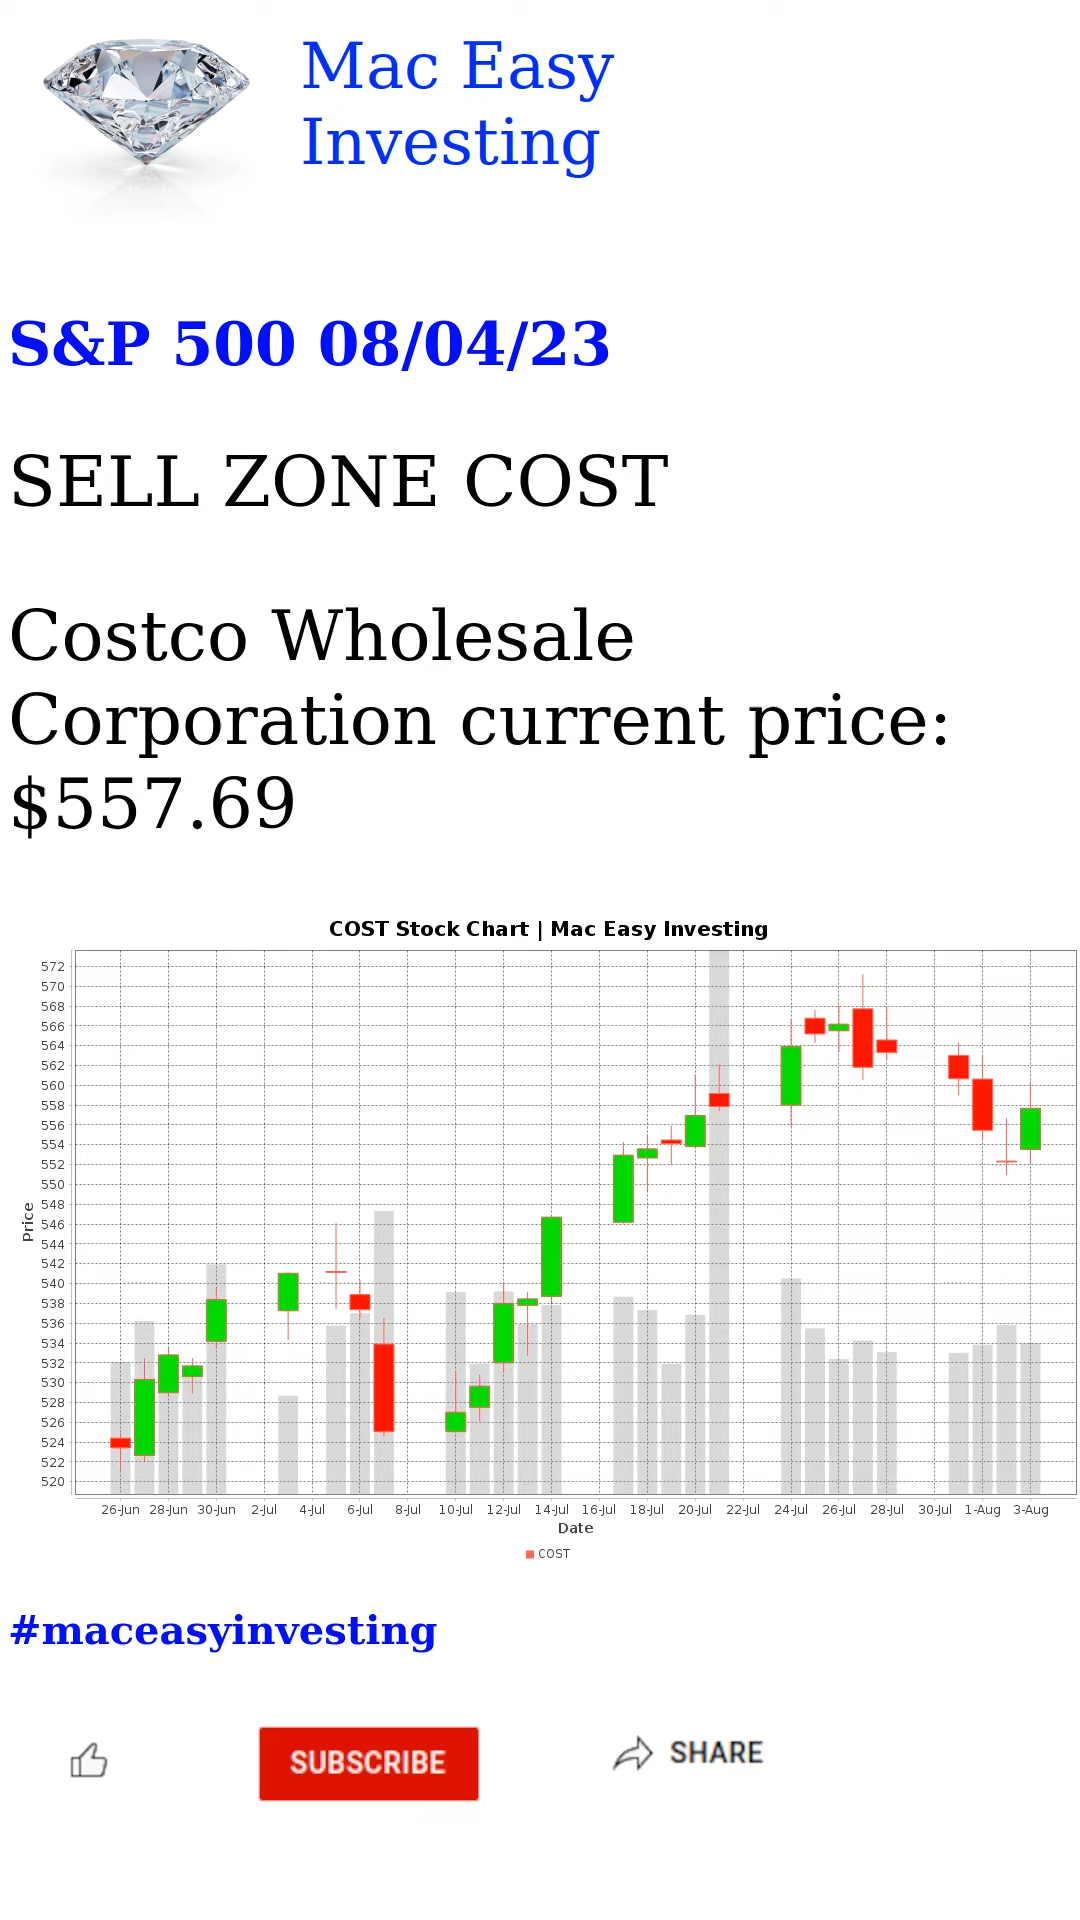 Mac Easy
Investing
S&P 500 08/04/23
SELL ZONE COST
Costco Wholesale
Corporation current price:
$557.69
COST Stock Chart | Mac Easy Investing
572
570
568
566
564
562
560
558
556
554
552
550
548
546
544
542
540
538
536
534
532
530
528
526
524
522
520
Price
26-Jun 28-Jun 30-Jun 2-Jul 4-Jul 6-Jul 8-Jul 10-Jul 12-Jul 14-Jul 16-Jul 18-Jul 20-Jul 22-Jul 24-Jul 26-Jul 28-Jul 30-Jul 1-Aug 3-Aug
Date
COST
#maceasyinvesting
SUBSCRIBE
SHARE